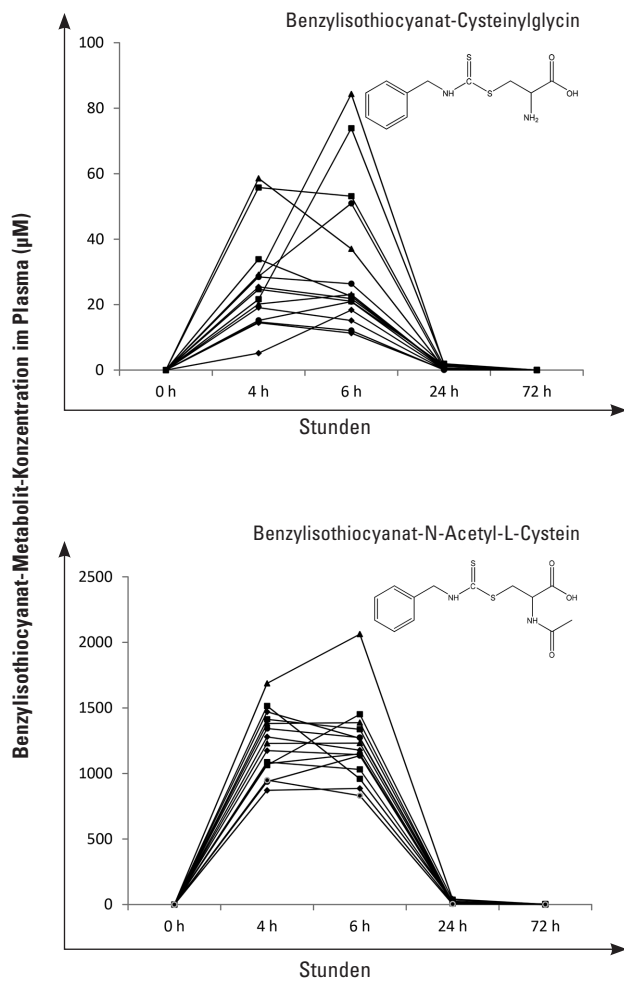 Benzylisothiocyanat-Metabolit-Konzentration im Plasma (µM)
Benzylisothiocyanat-Cysteinylglycin
100
80
60
40
20
0
S
O
NH
S
OH
NH₂
0 h 4 h 6 h 24 h 72 h
Stunden
Benzylisothiocyanat-N-Acetyl-L-Cystein
2500
2000
1500
1000
500
0
S
O
NH
C
S
OH
NH
O
0 h 4 h 6 h 24 h 72 h
Stunden